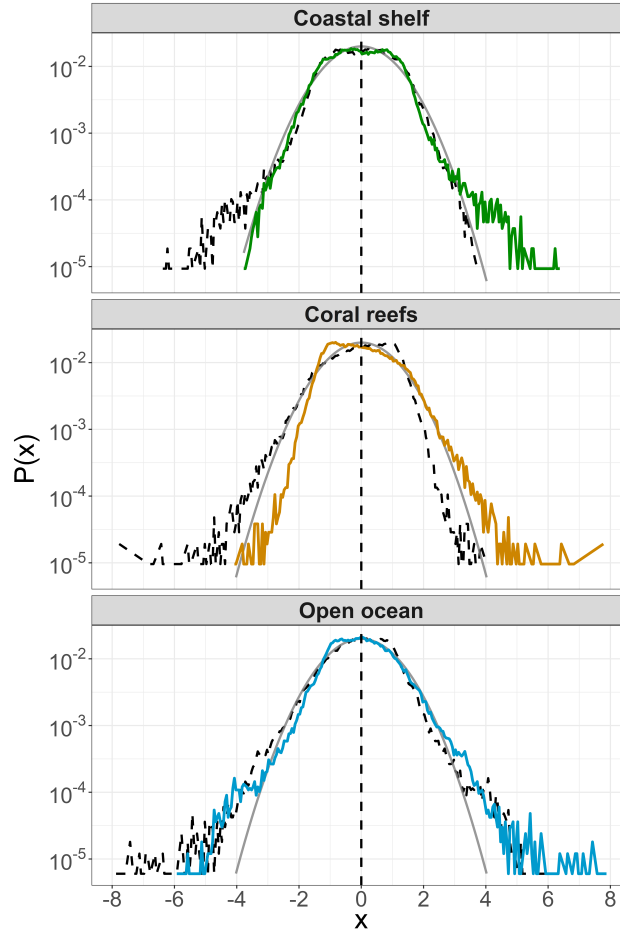 Coastal shelf
10⁻²
10⁻³
10⁻⁴
10⁻⁵
Coral reefs
10⁻²
10⁻³
10⁻⁴
10⁻⁵
P(x)
Open ocean
10⁻²
10⁻³
10⁻⁴
10⁻⁵
-8 -6 -4 -2 0 2 4 6 8
x